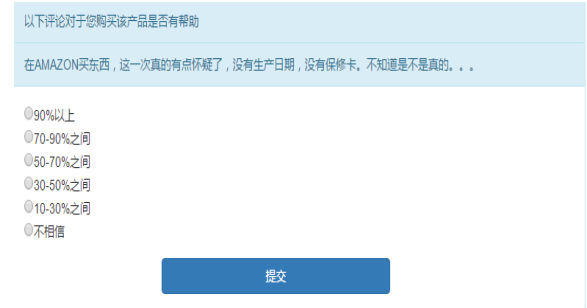 以下评论对于您购买该产品是否有帮助
在AMAZON买东西，这一次真的有点怀疑了，没有生产日期，没有保修卡。不知道是不是真的。。。
90%以上
70-90%之间
50-70%之间
30-50%之间
10-30%之间
不相信
提交